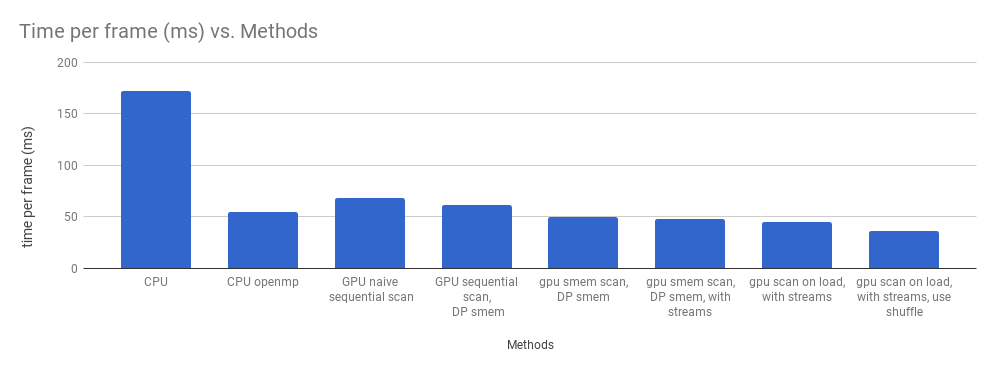 Time per frame (ms) vs. Methods
200
150
100
50
0
time per frame (ms)
CPU
CPU openmp
GPU naive
sequential scan
GPU sequential
scan,
DP smem
gpu smem scan,
DP smem
gpu smem scan,
DP smem, with
streams
gpu scan on load,
with streams
gpu scan on load,
with streams, use
shuffle
Methods